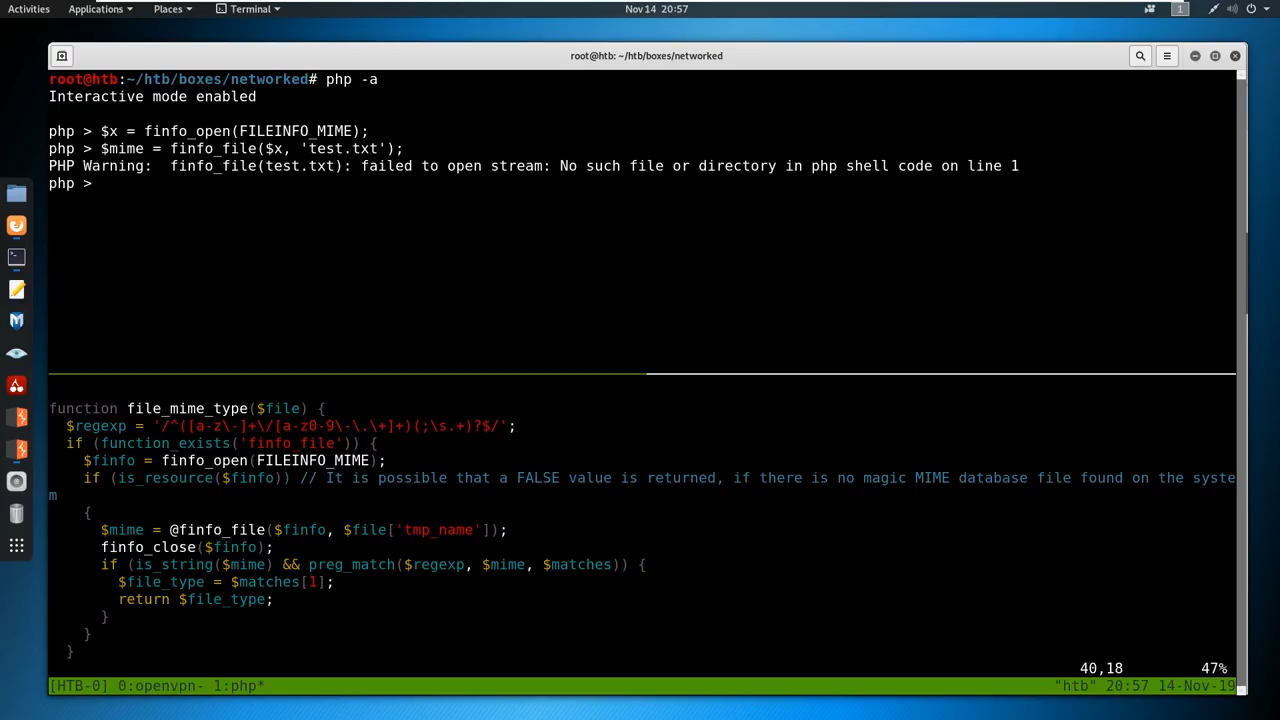 Activities Applications Places Terminal Nov 14 20:57 1
root@htb: ~/htb/boxes/networked
root@htb:~/htb/boxes/networked# php -a
Interactive mode enabled
php > $x = finfo_open(FILEINFO_MIME);
php > $mime = finfo_file($x, 'test.txt');
PHP Warning:  finfo_file(test.txt): failed to open stream: No such file or directory in php shell code on line 1
php >
function file_mime_type($file) {
  $regexp = '/^([a-z\-]+\/[a-z0-9\-\.\+]+)(;\s.+)?$/';
  if (function_exists('finfo_file')) {
    $finfo = finfo_open(FILEINFO_MIME);
    if (is_resource($finfo)) // It is possible that a FALSE value is returned, if there is no magic MIME database file found on the syste
m
    {
      $mime = @finfo_file($finfo, $file['tmp_name']);
      finfo_close($finfo);
      if (is_string($mime) && preg_match($regexp, $mime, $matches)) {
        $file_type = $matches[1];
        return $file_type;
      }
    }
  }
40,18 47%
[HTB-0] 0:openvpn- 1:php* "htb" 20:57 14-Nov-19